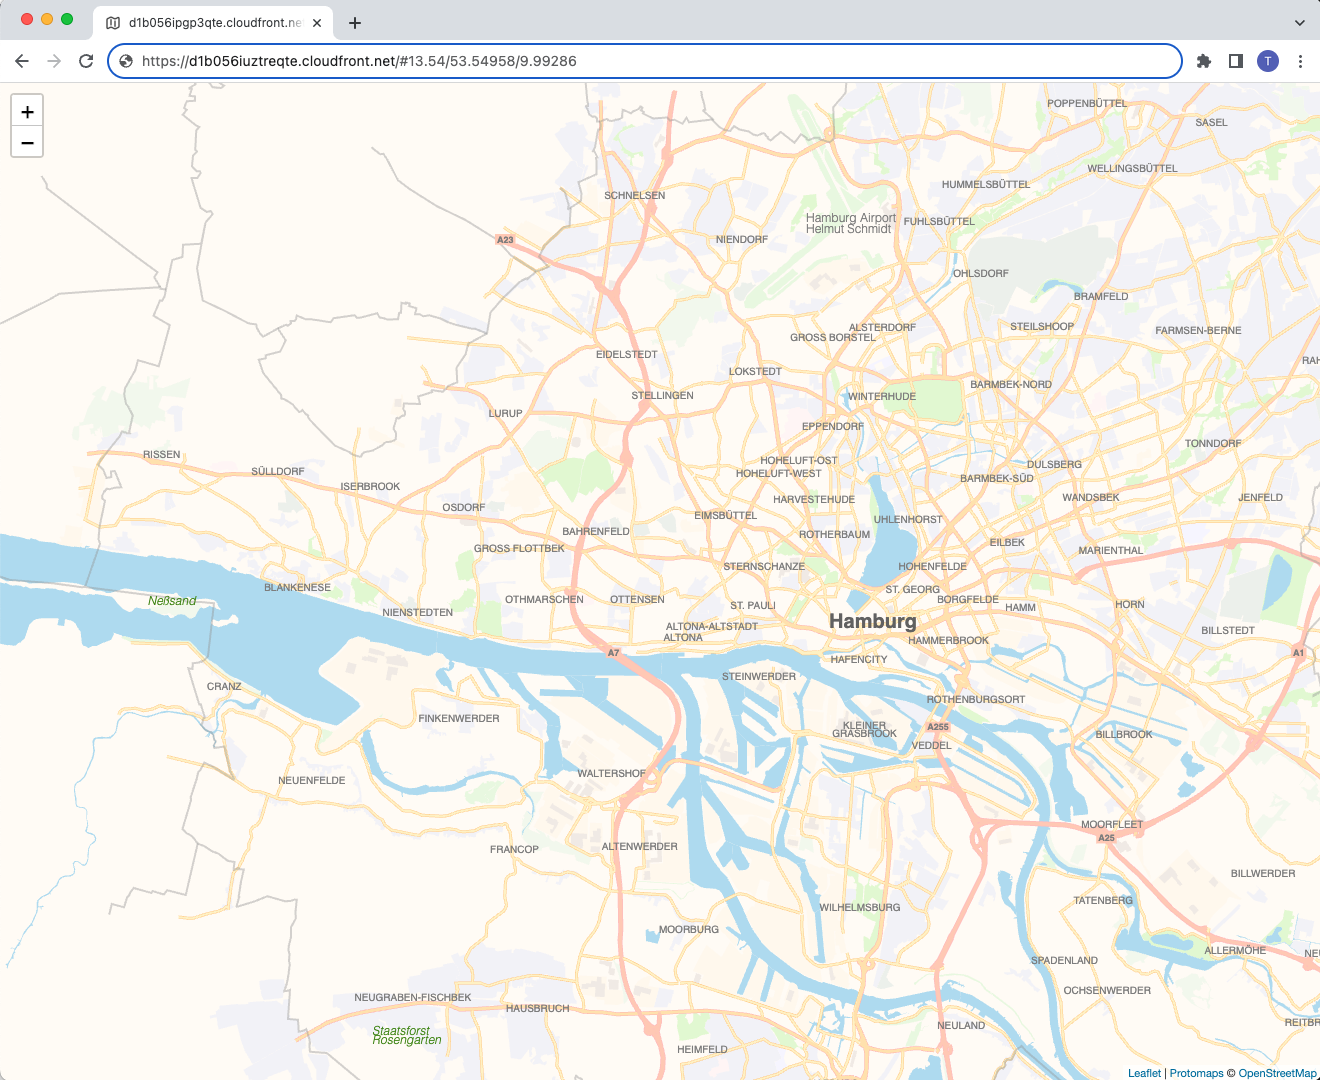 d1b056ipgp3qte.cloudfront.ne
https://d1b056iuztreqte.cloudfront.net/#13.54/53.54958/9.99286
T
+
−
POPPENBÜTTEL
SASEL
WELLINGSBÜTTEL
HUMMELSBÜTTEL
SCHNELSEN
Hamburg Airport
Helmut Schmidt
FUHLSBÜTTEL
A23
NIENDORF
OHLSDORF
BRAMFELD
ALSTERDORF
STEILSHOOP
FARMSEN-BERNE
GROSS BORSTEL
EIDELSTEDT
RAH
LOKSTEDT
BARMBEK-NORD
STELLINGEN
WINTERHUDE
LURUP
EPPENDORF
TONNDORF
RISSEN
HOHELUFT-OST
DULSBERG
SÜLLDORF
HOHELUFT-WEST
BARMBEK-SÜD
ISERBROOK
HARVESTEHUDE
WANDSBEK
JENFELD
OSDORF
EIMSBÜTTEL
UHLENHORST
BAHRENFELD
ROTHERBAUM
EILBEK
GROSS FLOTTBEK
MARIENTHAL
STERNSCHANZE
HOHENFELDE
BLANKENESE
ST. GEORG
Neßsand
OTHMARSCHEN
OTTENSEN
ST. PAULI
BORGFELDE
HAMM
HORN
NIENSTEDTEN
Hamburg
ALTONA-ALTSTADT
BILLSTEDT
ALTONA
HAMMERBROOK
A7
A1
HAFENCITY
STEINWERDER
CRANZ
ROTHENBURGSORT
FINKENWERDER
KLEINER
GRASBROOK
A255
BILLBROOK
VEDDEL
WALTERSHOF
NEUENFELDE
MOORFLEET
A25
FRANCOP
ALTENWERDER
BILLWERDER
TATENBERG
WILHELMSBURG
MOORBURG
ALLERMÖHE
NEU
SPADENLAND
OCHSENWERDER
NEUGRABEN-FISCHBEK
HAUSBRUCH
NEULAND
REITBR
Staatsforst
Rosengarten
HEIMFELD
Leaflet | Protomaps © OpenStreetMap